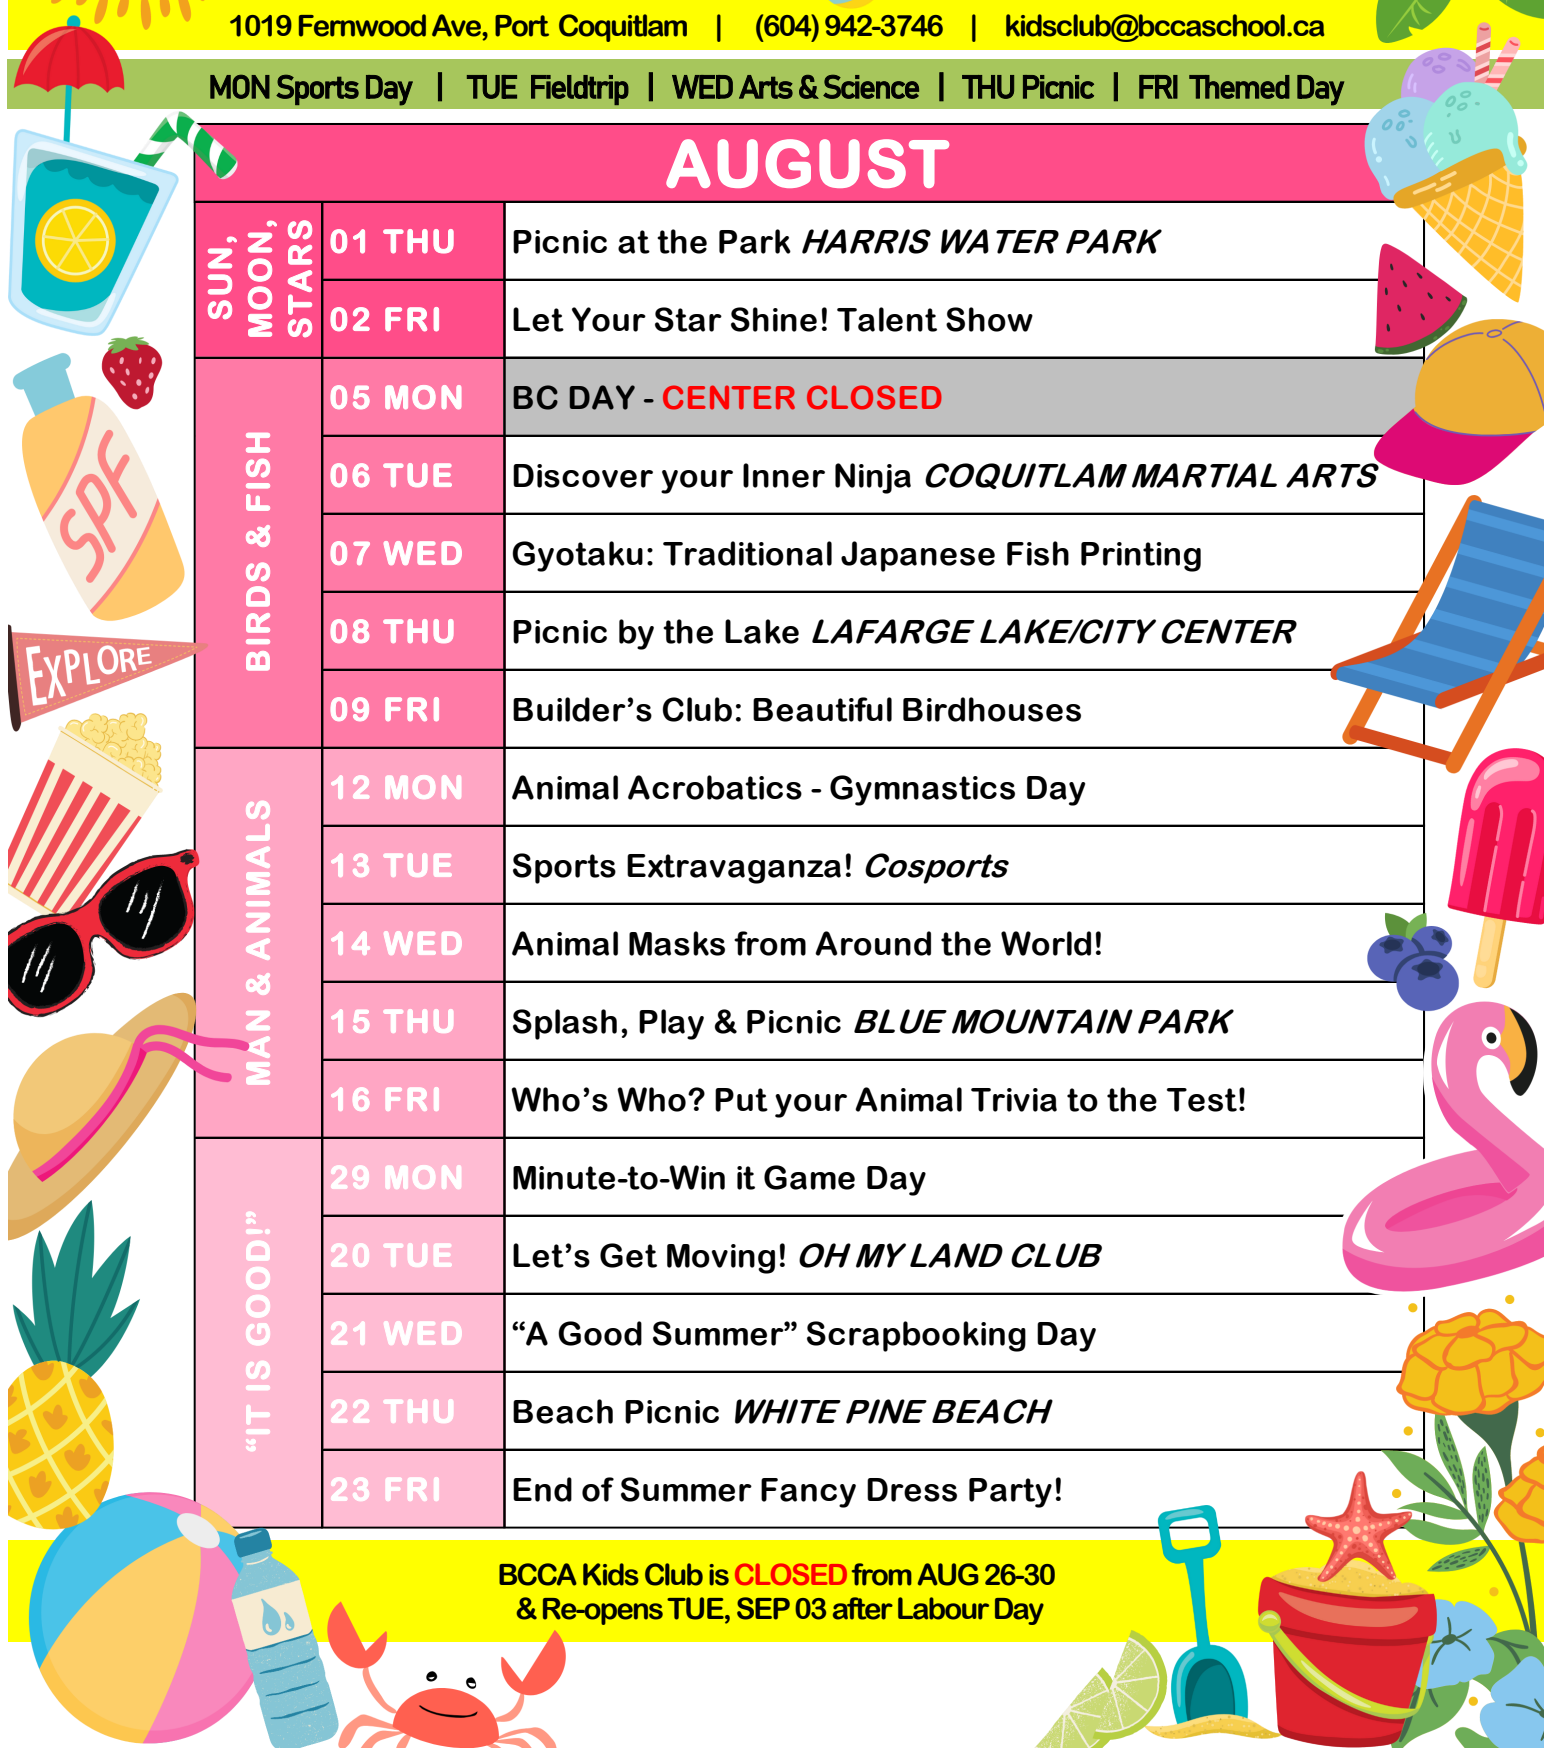 1019 Fernwood Ave, Port Coquitlam | (604) 942-3746 | kidsclub@bccaschool.ca
MON Sports Day | TUE Fieldtrip | WED Arts & Science | THU Picnic | FRI Themed Day
AUGUST
SUN,
MOON,
STARS
01 THU Picnic at the Park HARRIS WATER PARK
02 FRI Let Your Star Shine! Talent Show
BIRDS & FISH
05 MON BC DAY - CENTER CLOSED
06 TUE Discover your Inner Ninja COQUITLAM MARTIAL ARTS
07 WED Gyotaku: Traditional Japanese Fish Printing
08 THU Picnic by the Lake LAFARGE LAKE/CITY CENTER
09 FRI Builder’s Club: Beautiful Birdhouses
MAN & ANIMALS
12 MON Animal Acrobatics - Gymnastics Day
13 TUE Sports Extravaganza! Cosports
14 WED Animal Masks from Around the World!
15 THU Splash, Play & Picnic BLUE MOUNTAIN PARK
16 FRI Who’s Who? Put your Animal Trivia to the Test!
“IT IS GOOD!”
29 MON Minute-to-Win it Game Day
20 TUE Let’s Get Moving! OH MY LAND CLUB
21 WED “A Good Summer” Scrapbooking Day
22 THU Beach Picnic WHITE PINE BEACH
23 FRI End of Summer Fancy Dress Party!
SPF
EXPLORE
BCCA Kids Club is CLOSED from AUG 26-30
& Re-opens TUE, SEP 03 after Labour Day